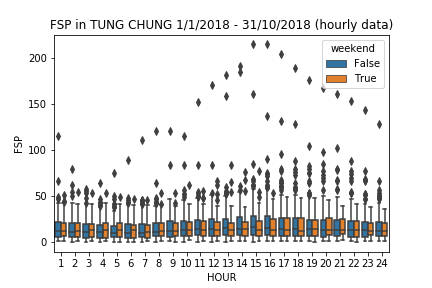 FSP in TUNG CHUNG 1/1/2018 - 31/10/2018 (hourly data)
weekend
False
True
200
150
100
50
0
FSP
1 2 3 4 5 6 7 8 9 10 11 12 13 14 15 16 17 18 19 20 21 22 23 24
HOUR